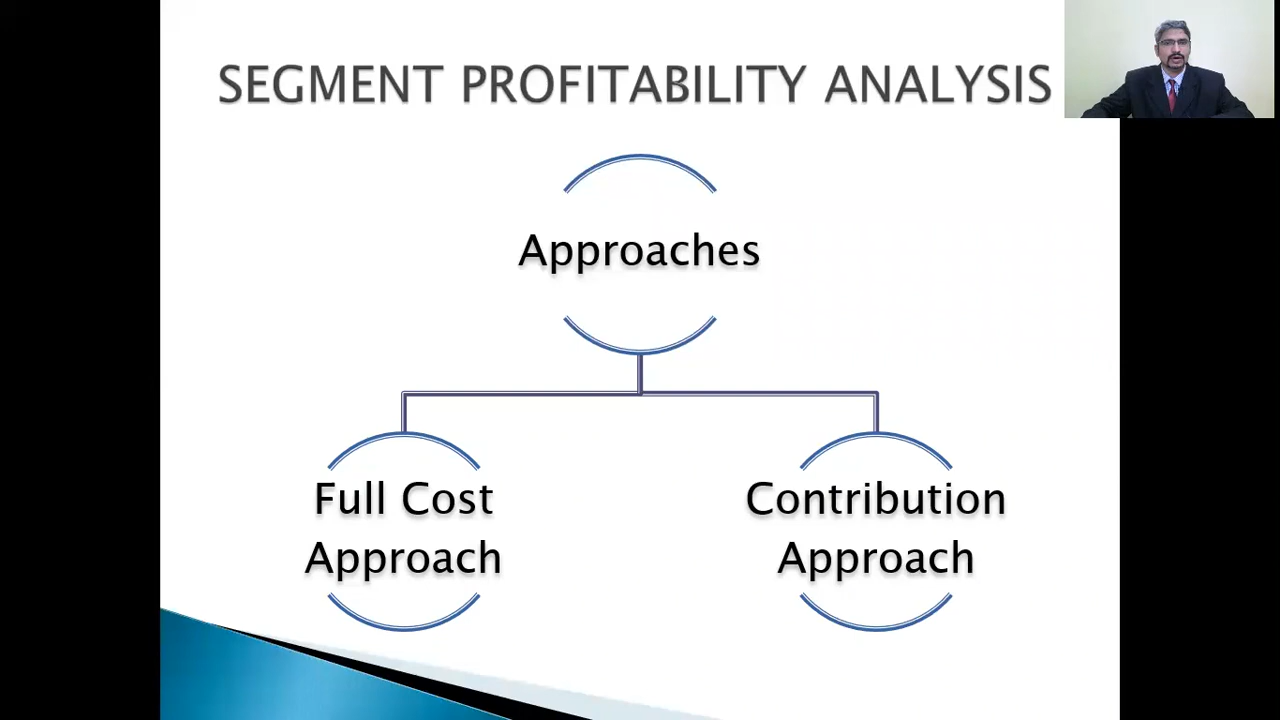 SEGMENT PROFITABILITY ANALYSIS
Approaches
Full Cost
Approach
Contribution
Approach